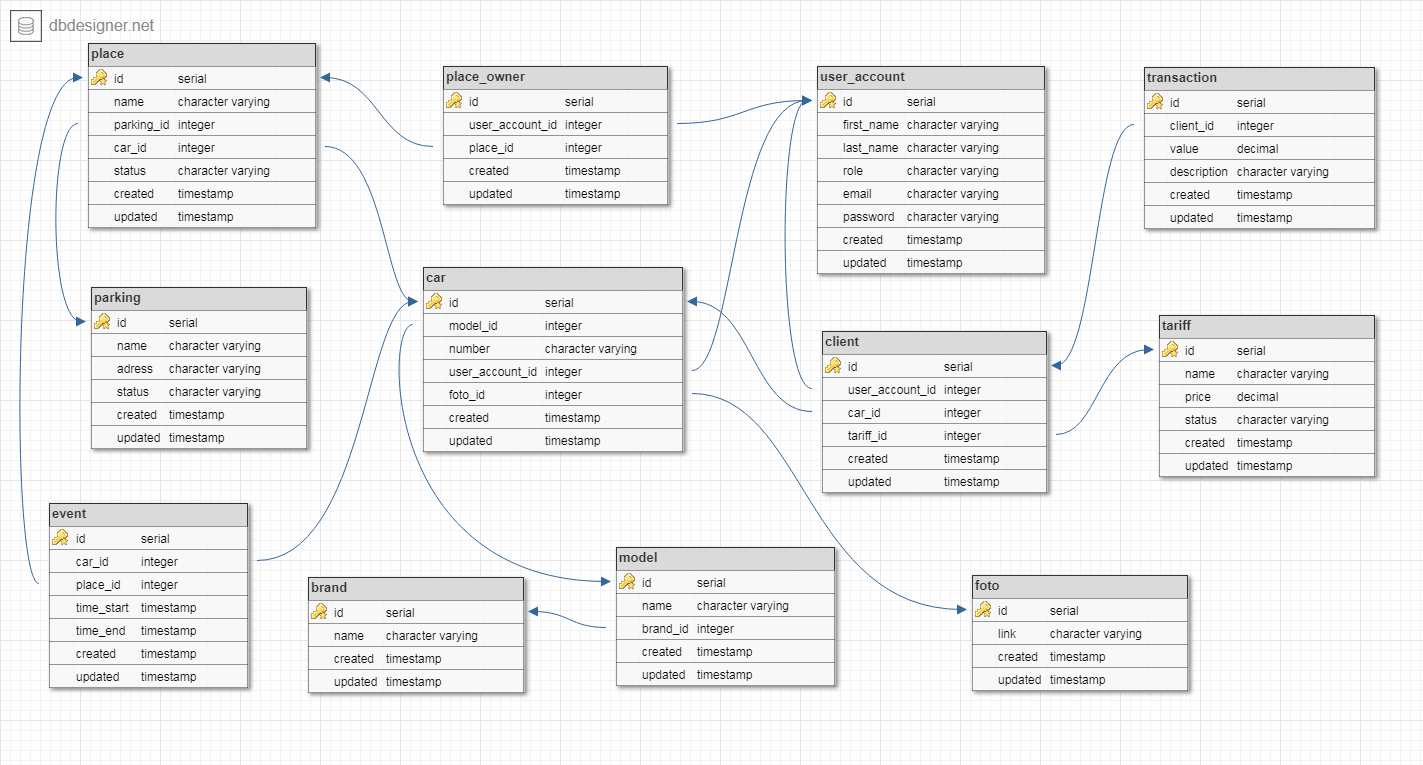 dbdesigner.net
place
id serial
name character varying
parking_id integer
car_id integer
status character varying
created timestamp
updated timestamp
place_owner
id serial
user_account_id integer
place_id integer
created timestamp
updated timestamp
user_account
id serial
first_name character varying
last_name character varying
role character varying
email character varying
password character varying
created timestamp
updated timestamp
transaction
id serial
client_id integer
value decimal
description character varying
created timestamp
updated timestamp
parking
id serial
name character varying
adress character varying
status character varying
created timestamp
updated timestamp
car
id serial
model_id integer
number character varying
user_account_id integer
foto_id integer
created timestamp
updated timestamp
client
id serial
user_account_id integer
car_id integer
tariff_id integer
created timestamp
updated timestamp
tariff
id serial
name character varying
price decimal
status character varying
created timestamp
updated timestamp
event
id serial
car_id integer
place_id integer
time_start timestamp
time_end timestamp
created timestamp
updated timestamp
brand
id serial
name character varying
created timestamp
updated timestamp
model
id serial
name character varying
brand_id integer
created timestamp
updated timestamp
foto
id serial
link character varying
created timestamp
updated timestamp